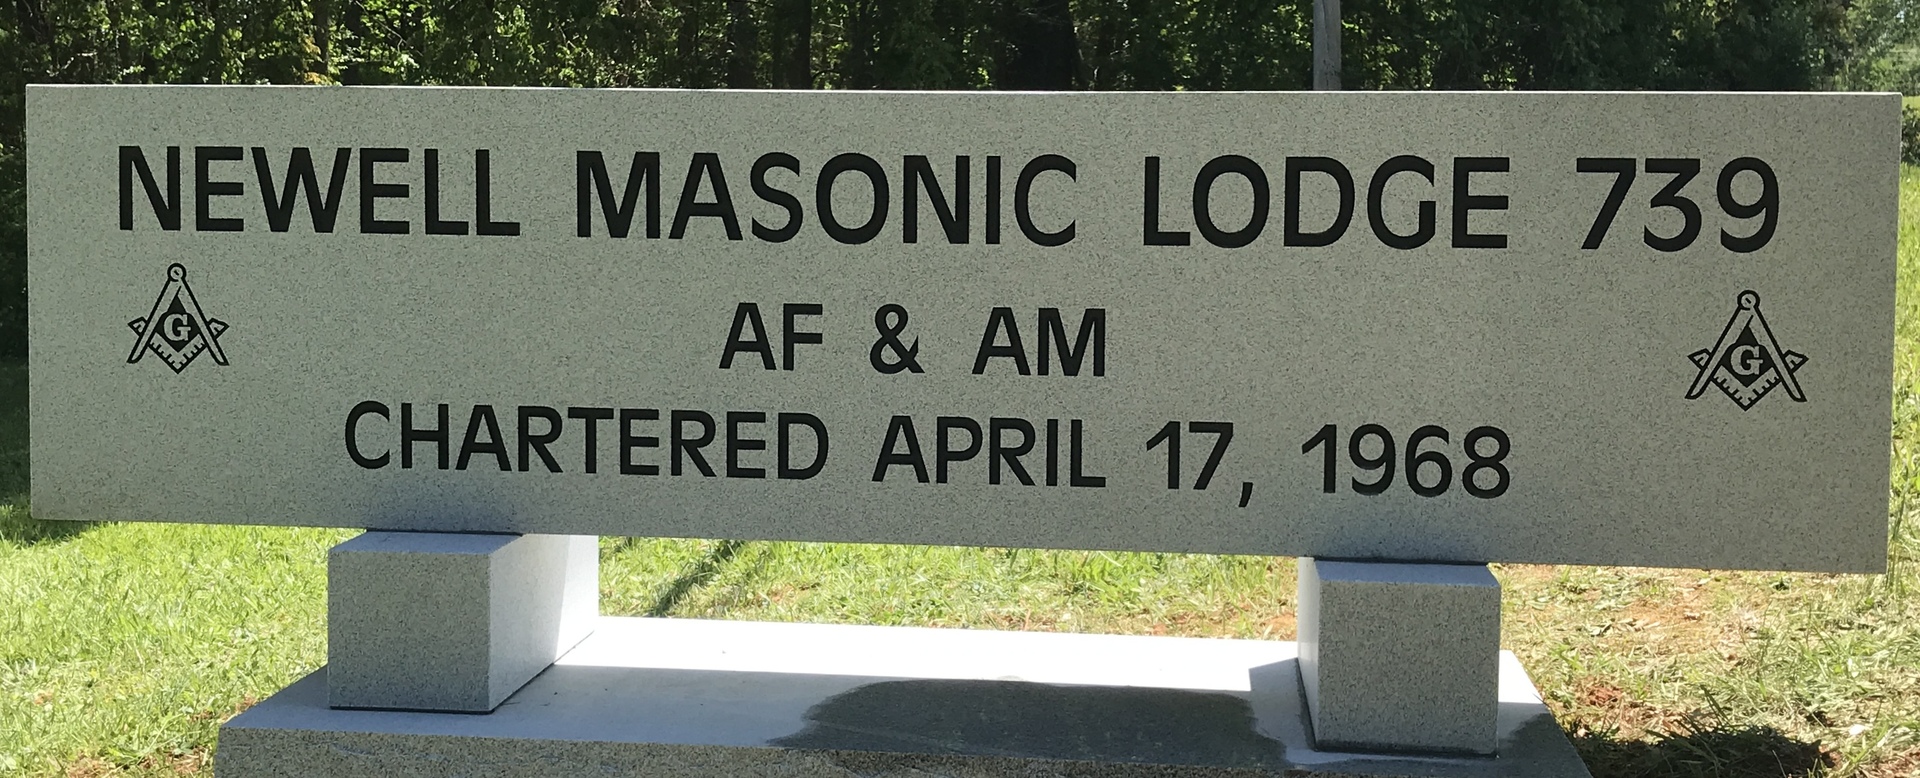 NEWELL MASONIC LODGE 739
AF & AM
G
G
CHARTERED APRIL 17, 1968